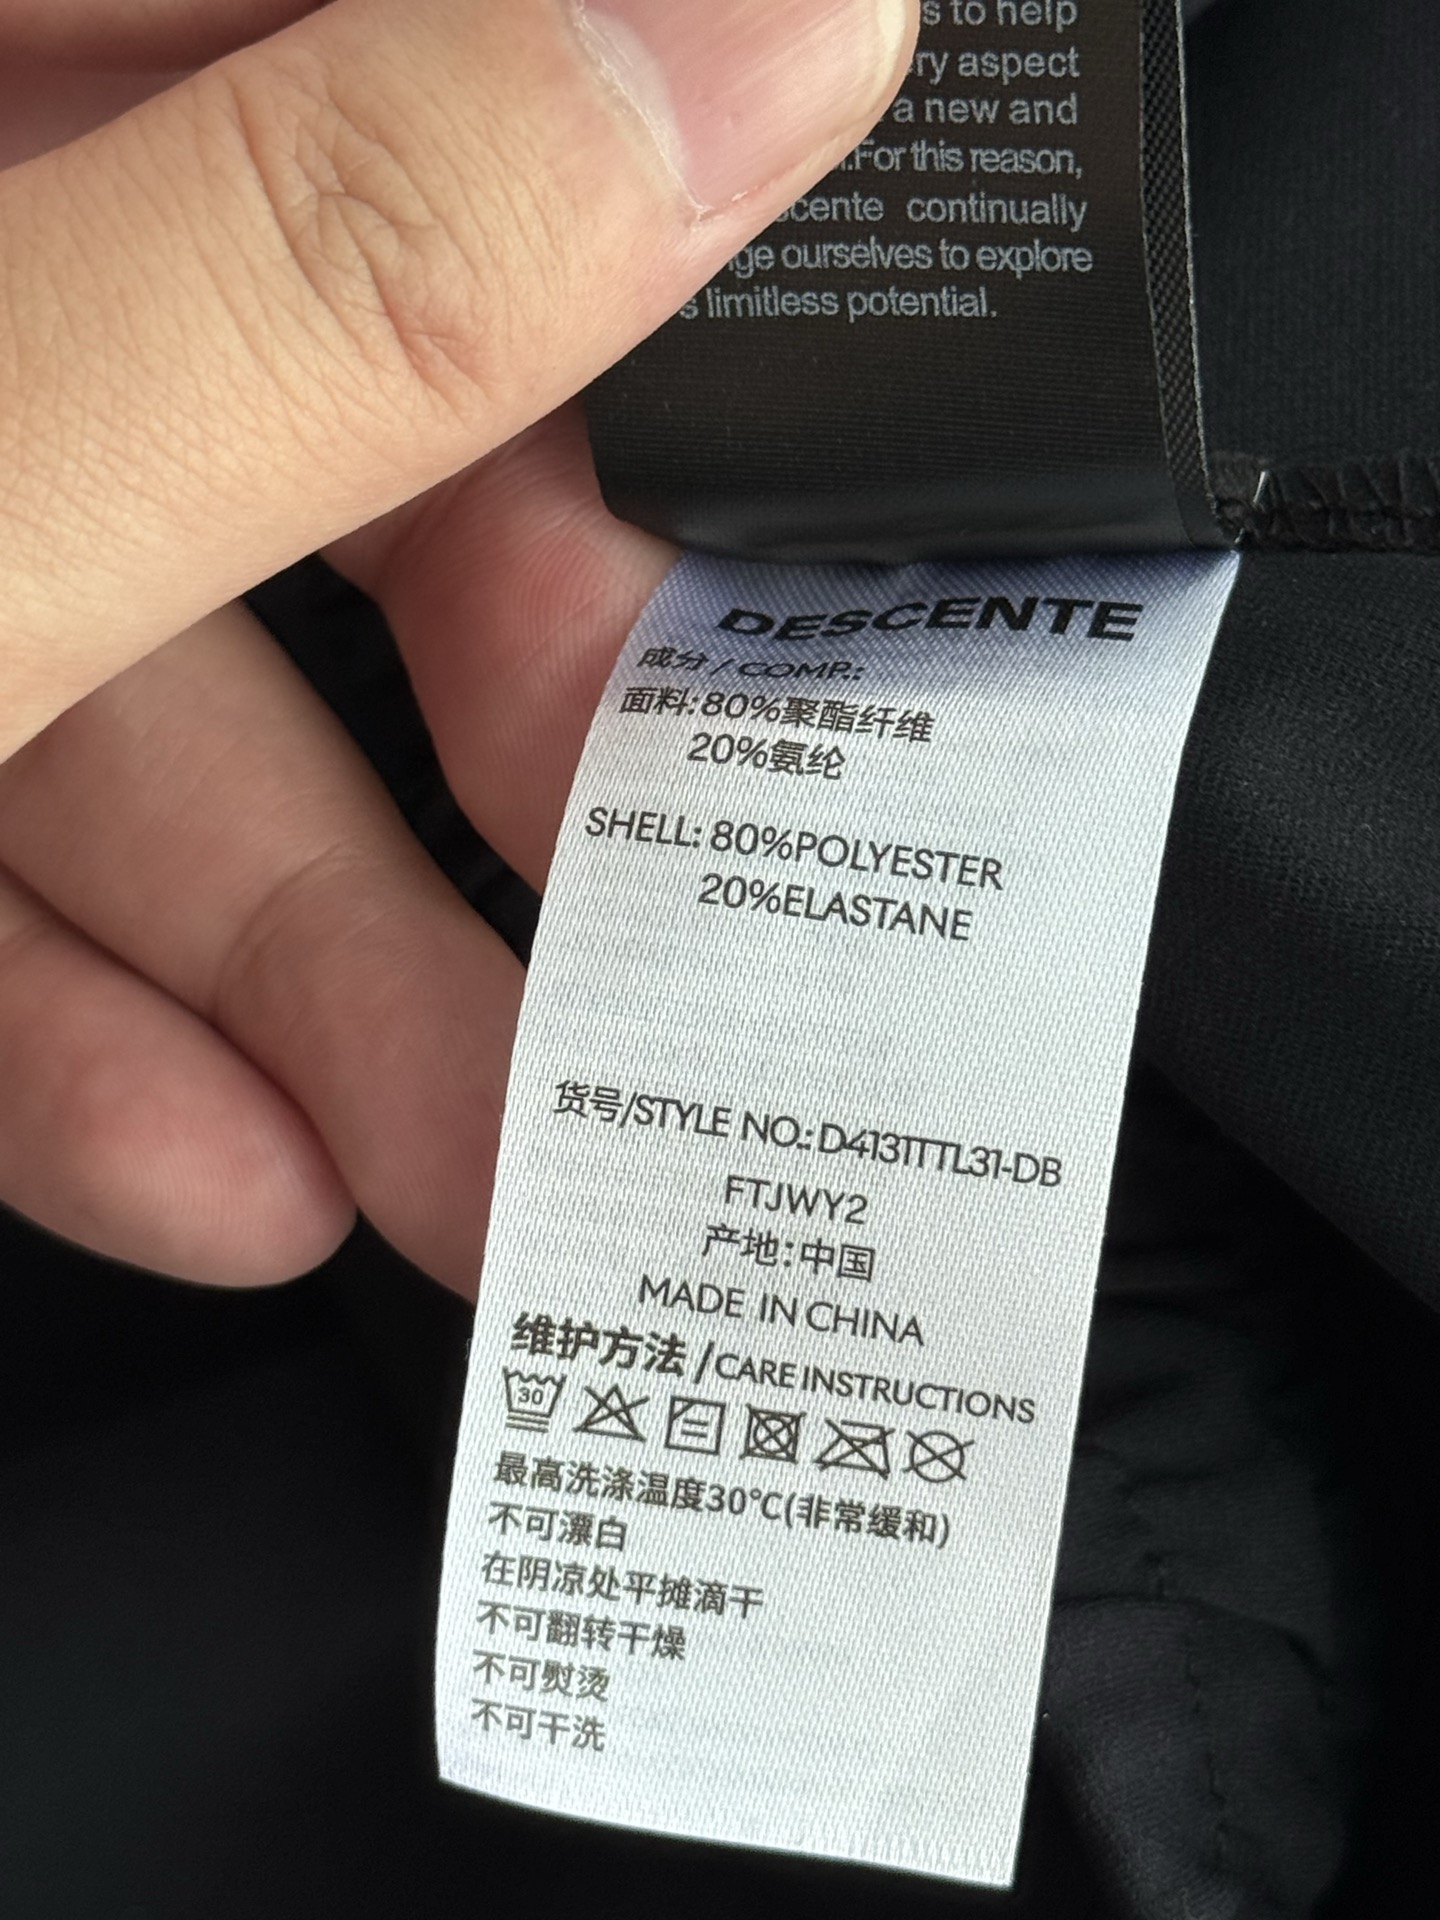 s to help
ry aspect
a new and
For this reason,
cente continually
ge ourselves to explore
s limitless potential.
DESCENTE
成分/COMP.:
面料:80%聚酯纤维
20%氨纶
SHELL: 80%POLYESTER
20%ELASTANE
货号/STYLE NO.: D4131TTL31-DB
FTJWY2
产地:中国
MADE IN CHINA
维护方法/CARE INSTRUCTIONS
30
最高洗涤温度30℃(非常缓和)
不可漂白
在阴凉处平摊滴干
不可翻转干燥
不可熨烫
不可干洗